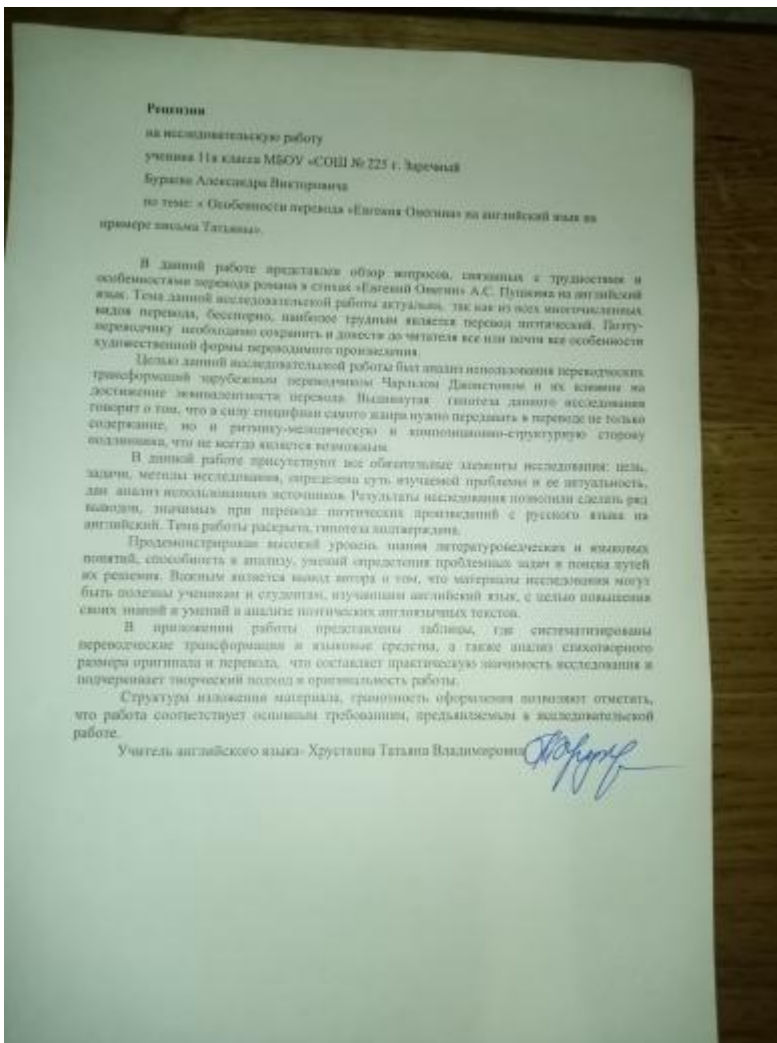 Рецензия
на исследовательскую работу
ученика 11а класса МБОУ «СОШ № 225 г. Заречный
Александра Викторовича
по теме: « Особенности перевода «Евгения Онегина» на английский язык на
примере письма Татьяны».
В данной работе представлен обзор вопросов, связанных с трудностями и
особенностями перевода романа в стихах «Евгений Онегин» А.С. Пушкина на английский
язык. Тема данной исследовательской работы актуальна, так как из всех многочисленных
видов перевода, бесспорно, наиболее трудным является перевод поэтический. Поэту-
переводчику необходимо сохранить и донести до читателя все или почти все особенности
художественной формы переводимого произведения.
Целью данной исследовательской работы был анализ использования переводческих
трансформаций зарубежным переводчиком Чарльзом Джонстоном и их влияние на
достижение эквивалентности перевода. Выдвинутая гипотеза данного исследования
говорит о том, что в силу специфики самого жанра нужно передавать в переводе не только
содержание, но и ритмику-мелодическую и композиционно-структурную сторону
подлинника, что не всегда является возможным.
В данной работе присутствуют все обязательные элементы исследования: цель,
задачи, методы исследования, определена суть изучаемой проблемы и ее актуальность,
дан анализ использованных источников. Результаты исследования позволили сделать ряд
выводов, значимых при переводе поэтических произведений с русского языка на
английский. Тема работы раскрыта, гипотеза подтверждена.
Продемонстрирован высокий уровень знания литературоведческих и языковых
понятий, способность к анализу, умений определения проблемных задач и поиска путей
их решения. Важным является вывод автора о том, что материалы исследования могут
быть полезны ученикам и студентам, изучающим английский язык, с целью повышения
своих знаний и умений в анализе поэтических англоязычных текстов.
В приложении работы представлены таблицы, где систематизированы
переводческие трансформации и языковые средства, а также анализ стихотворного
размера оригинала и перевода, что составляет практическую значимость исследования и
подчеркивает творческий подход и оригинальность работы.
Структура изложения материала, грамотность оформления позволяют отметить,
что работа соответствует основным требованиям, предъявляемым к исследовательской
работе.
Учитель английского языка- Хрусткова Татьяна Владимировна